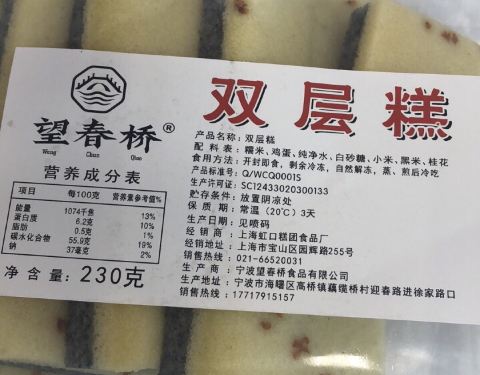 双层糕
望春桥®
Wang Chun Qiao
营养成分表
项目 每100克 营养素参考值%
能量 1074千焦 13%
蛋白质 6.2克 10%
脂肪 0.5克 1%
碳水化合物 55.9克 19%
钠 37毫克 2%
净含量：230克
产品名称：双层糕
配料表：糯米、鸡蛋、纯净水、白砂糖、小米、黑米、桂花
食用方法：开封即食，剩余冷冻，自然解冻，蒸、煎后冷吃
产品标准号：Q/WCQ0001S
生产许可证：SC12433020300133
贮存条件：放置阴凉处
保质期：常温（20℃）3天
生产日期：见喷码
经销商：上海虹口糕团食品厂
经销地址：上海市宝山区园辉路255号
销售热线：021-66520031
生产商：宁波望春桥食品有限公司
生产地址：宁波市海曙区高桥镇藕缆桥村迎春路进徐家路口
销售热线：17717915157